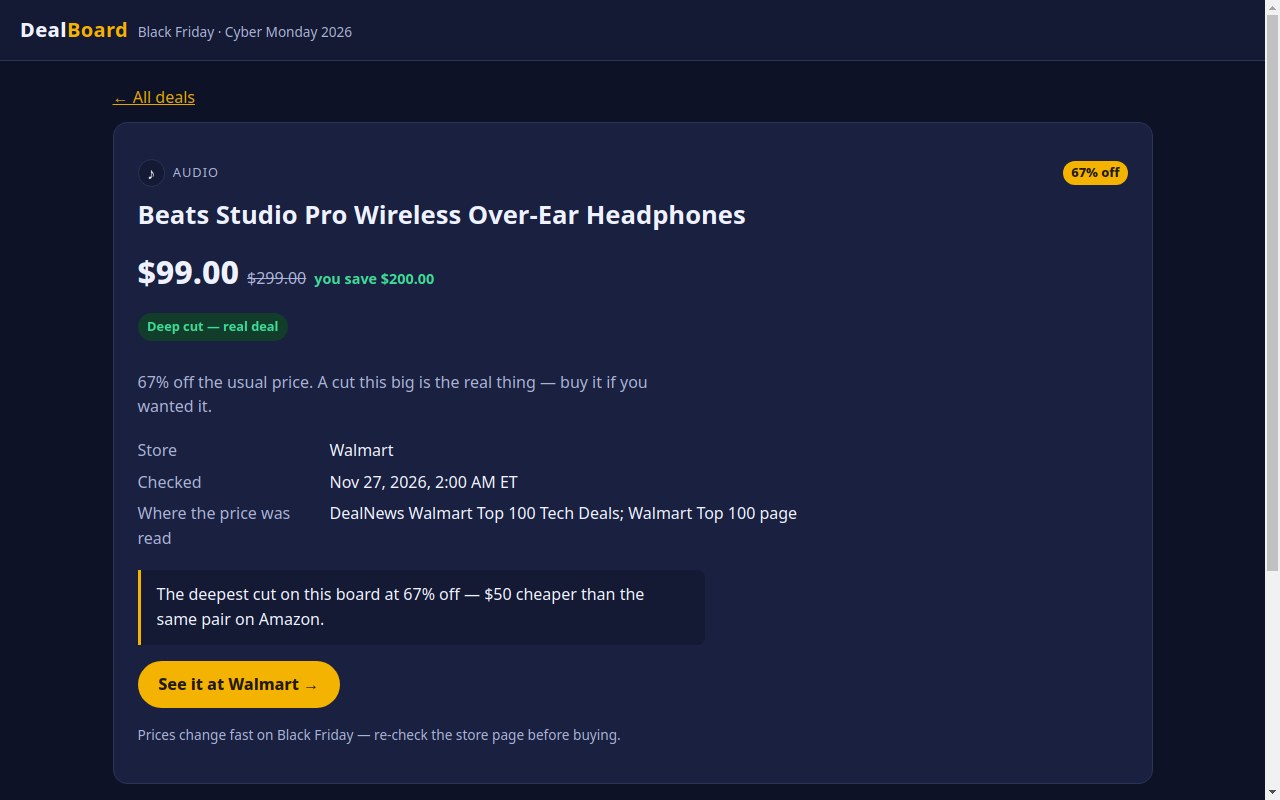 DealBoard Black Friday · Cyber Monday 2026
← All deals
♪ AUDIO 67% off
Beats Studio Pro Wireless Over-Ear Headphones
$99.00 $299.00 you save $200.00
Deep cut — real deal
67% off the usual price. A cut this big is the real thing — buy it if you
wanted it.
Store Walmart
Checked Nov 27, 2026, 2:00 AM ET
Where the price was DealNews Walmart Top 100 Tech Deals; Walmart Top 100 page
read
The deepest cut on this board at 67% off — $50 cheaper than the
same pair on Amazon.
See it at Walmart →
Prices change fast on Black Friday — re-check the store page before buying.